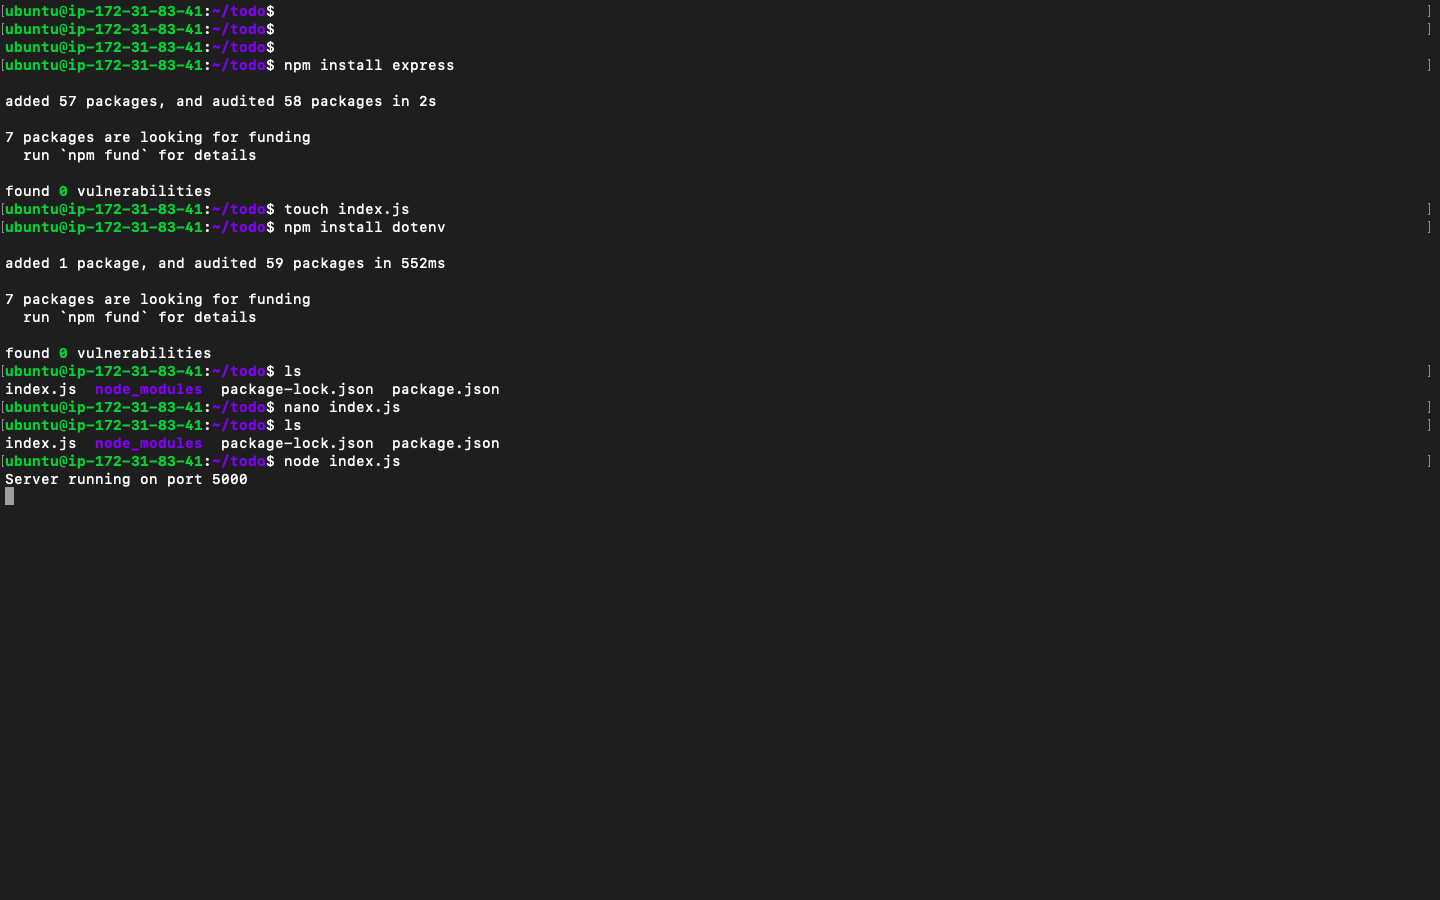 [ubuntu@ip-172-31-83-41:~/todo$ ]
[ubuntu@ip-172-31-83-41:~/todo$ ]
ubuntu@ip-172-31-83-41:~/todo$
[ubuntu@ip-172-31-83-41:~/todo$ npm install express ]
added 57 packages, and audited 58 packages in 2s
7 packages are looking for funding
  run `npm fund` for details
found 0 vulnerabilities
[ubuntu@ip-172-31-83-41:~/todo$ touch index.js ]
[ubuntu@ip-172-31-83-41:~/todo$ npm install dotenv ]
added 1 package, and audited 59 packages in 552ms
7 packages are looking for funding
  run `npm fund` for details
found 0 vulnerabilities
[ubuntu@ip-172-31-83-41:~/todo$ ls ]
index.js  node_modules  package-lock.json  package.json
[ubuntu@ip-172-31-83-41:~/todo$ nano index.js ]
[ubuntu@ip-172-31-83-41:~/todo$ ls ]
index.js  node_modules  package-lock.json  package.json
[ubuntu@ip-172-31-83-41:~/todo$ node index.js ]
Server running on port 5000